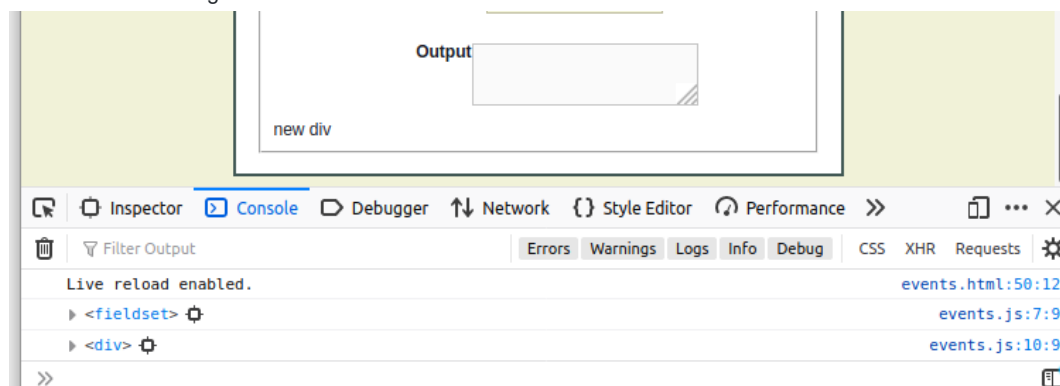 Output
new div
Inspector Console Debugger Network {} Style Editor Performance >> •••
Filter Output Errors Warnings Logs Info Debug CSS XHR Requests
Live reload enabled. events.html:50:12
<fieldset> events.js:7:9
<div> events.js:10:9
>>